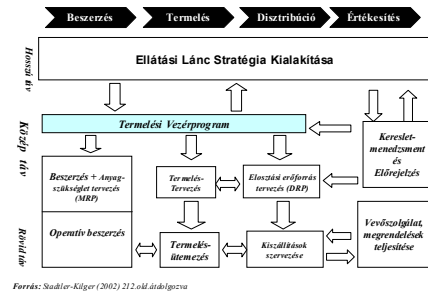 Beszerzés
Termelés
Disztribúció
Értékesítés
Hosszú táv
Ellátási Lánc Stratégia Kialakítása
Közép táv
Termelési Vezérprogram
Kereslet-
menedzsment
és
Előrejelzés
Beszerzés + Anyag-
szükséglet tervezés
(MRP)
Termelés-
Tervezés
Elosztási erőforrás
tervezés (DRP)
Rövid táv
Operatív beszerzés
Termelés-
ütemezés
Kiszállítások
szervezése
Vevőszolgálat,
megrendelések
teljesítése
Forrás: Stadtler-Kilger (2002) 212.old.átdolgozva